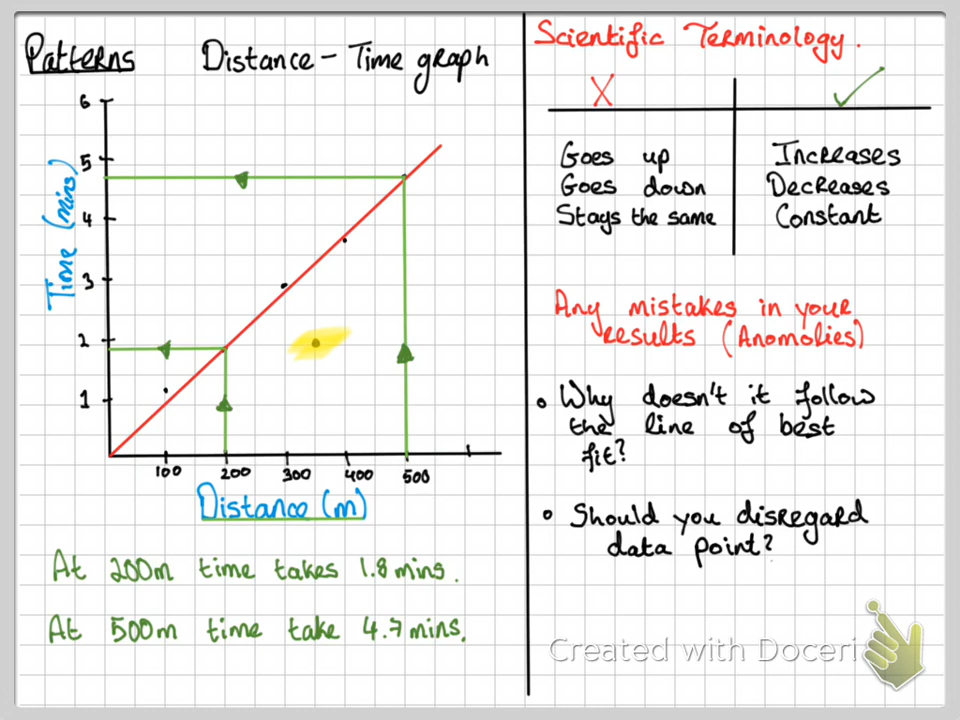 Patterns
Distance - Time graph
6
5
4
3
2
1
Time (mins)
100 200 300 400 500
Distance (m)
At 200m time takes 1.8 mins.
At 500m time take 4.7 mins.
Scientific Terminology.
X ✓
Goes up Increases
Goes down Decreases
Stays the same Constant
Any mistakes in your
results (Anomolies)
• Why doesn't it follow
the line of best
fit?
• Should you disregard
data point?
Created with Doceri